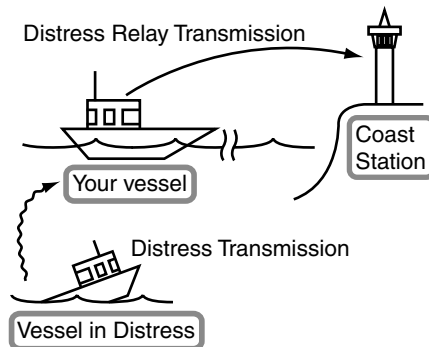 Distress Relay Transmission
Coast
Station
Your vessel
Distress Transmission
Vessel in Distress